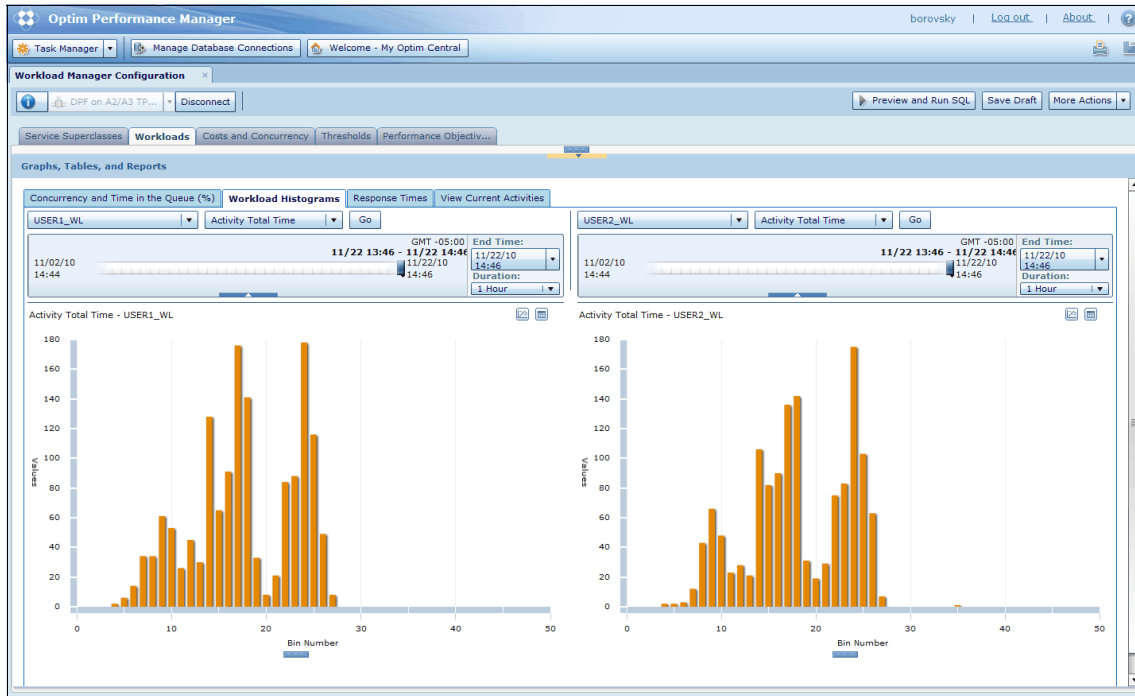 Optim Performance Manager
borovsky | Log out | About | ?
Task Manager Manage Database Connections Welcome - My Optim Central
Workload Manager Configuration ×
DPF on A2/A3 TP... Disconnect Preview and Run SQL Save Draft More Actions
Service Superclasses Workloads Costs and Concurrency Thresholds Performance Objectiv...
Graphs, Tables, and Reports
Concurrency and Time in the Queue (%) Workload Histograms Response Times View Current Activities
USER1_WL Activity Total Time Go
GMT -05:00 End Time:
11/22 13:46 - 11/22 14:46
11/02/10 11/22/10 11/22/10
14:44 14:46 14:46
Duration:
1 Hour
Activity Total Time - USER1_WL
180
160
140
120
100
80
60
40
20
0
Values
0 10 20 30 40 50
Bin Number
USER2_WL Activity Total Time Go
GMT -05:00 End Time:
11/22 13:46 - 11/22 14:46
11/02/10 11/22/10 11/22/10
14:44 14:46 14:46
Duration:
1 Hour
Activity Total Time - USER2_WL
180
160
140
120
100
80
60
40
20
0
Values
0 10 20 30 40 50
Bin Number